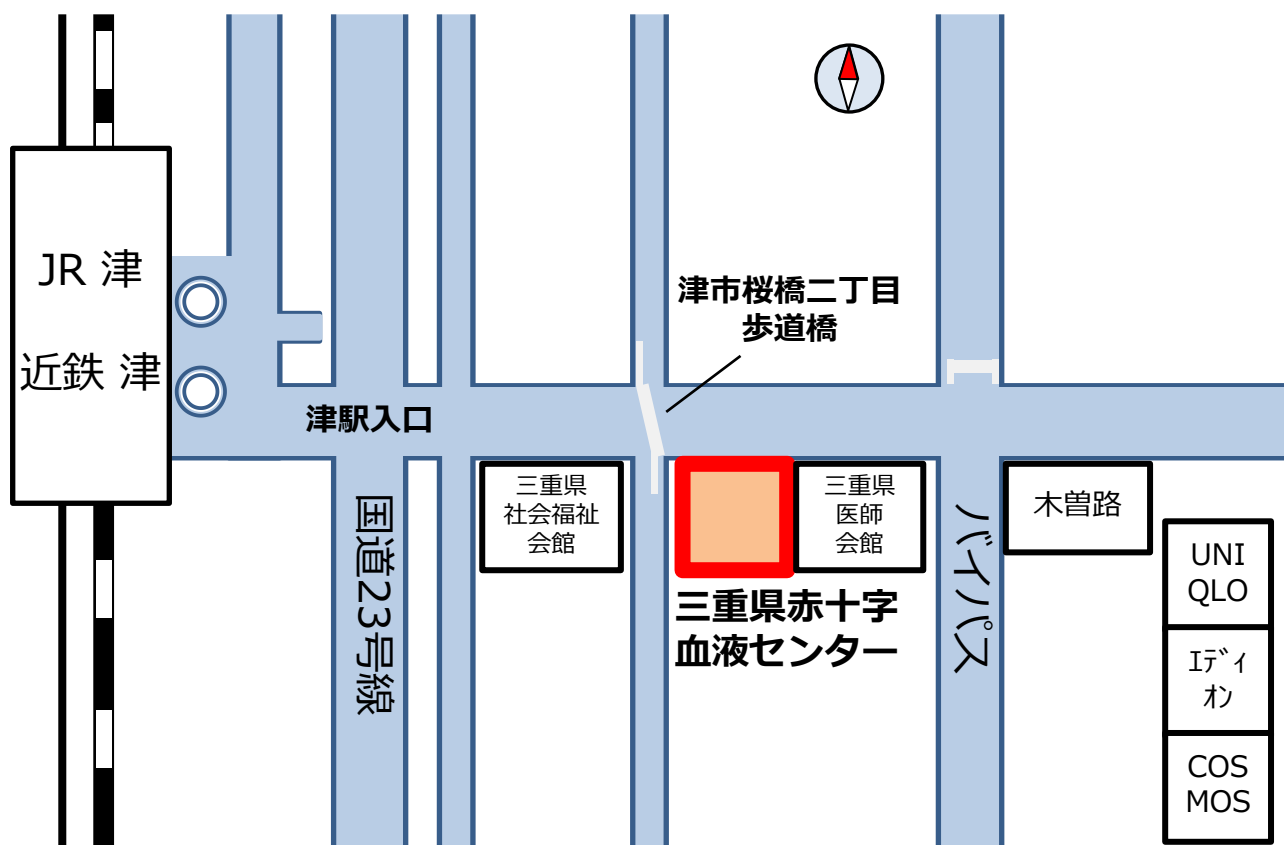 JR 津
近鉄 津
津市桜橋二丁目
歩道橋
津駅入口
国道23号線
三重県
社会福祉
会館
三重県
医師
会館
三重県赤十字
血液センター
バイパス
木曽路
UNI
QLO
ｴﾃﾞｨ
ｵﾝ
COS
MOS